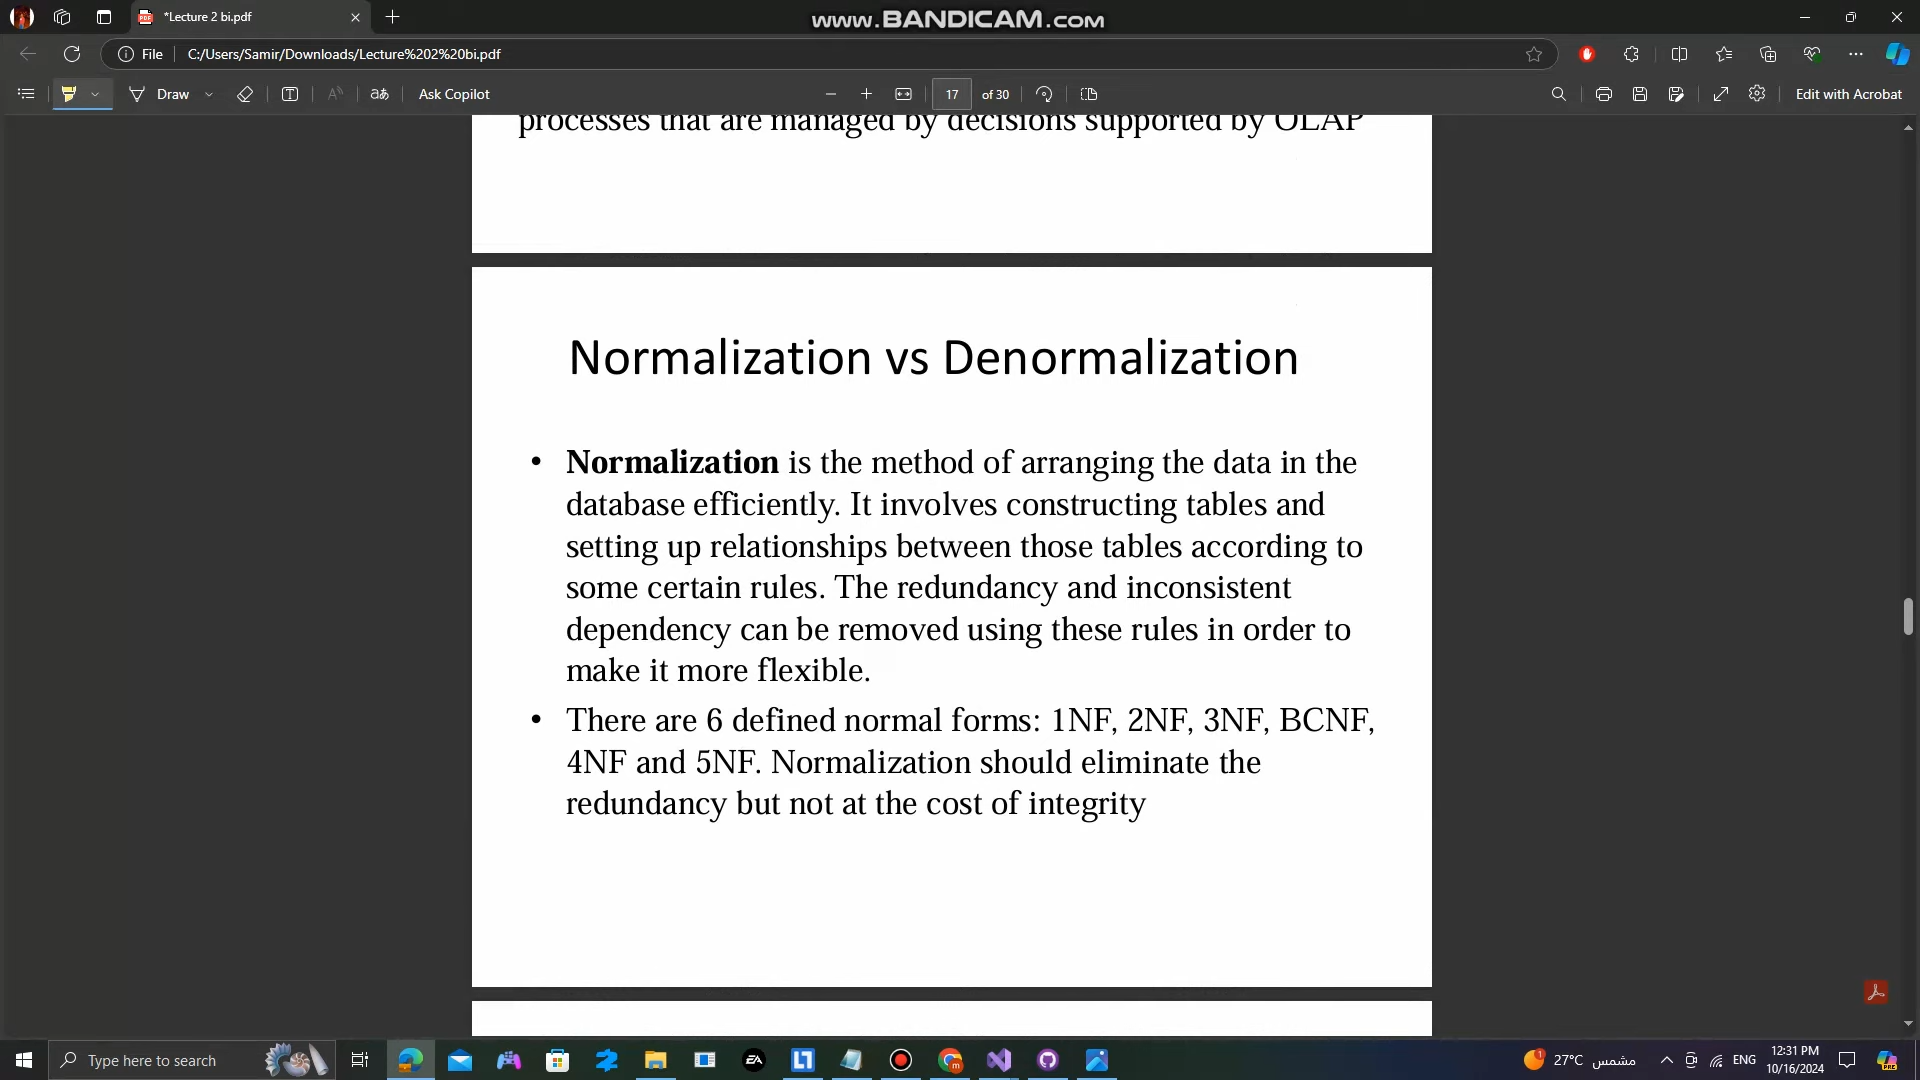 *Lecture 2 bi.pdf
WWW.BANDICAM.COM
File
C:/Users/Samir/Downloads/Lecture%202%20bi.pdf
Draw
aあ
Ask Copilot
17 of 30
Edit with Acrobat
processes that are managed by decisions supported by OLAP
Normalization vs Denormalization
• Normalization is the method of arranging the data in the
database efficiently. It involves constructing tables and
setting up relationships between those tables according to
some certain rules. The redundancy and inconsistent
dependency can be removed using these rules in order to
make it more flexible.
• There are 6 defined normal forms: 1NF, 2NF, 3NF, BCNF,
4NF and 5NF. Normalization should eliminate the
redundancy but not at the cost of integrity
Type here to search
27°C مشمس
ENG
12:31 PM
10/16/2024